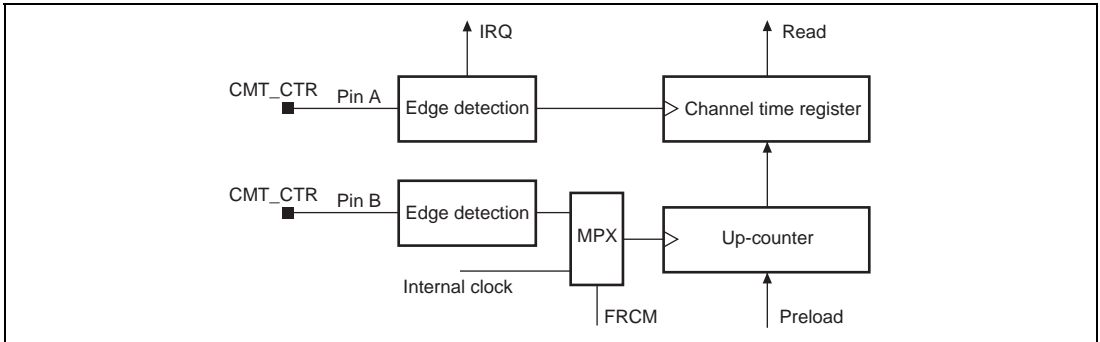 IRQ
Read
CMT_CTR
Pin A
Edge detection
Channel time register
CMT_CTR
Pin B
Edge detection
MPX
Up-counter
Internal clock
FRCM
Preload